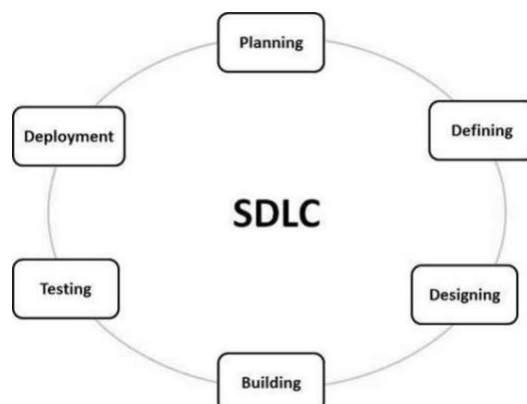 Planning
Defining
Designing
Building
Testing
Deployment
SDLC